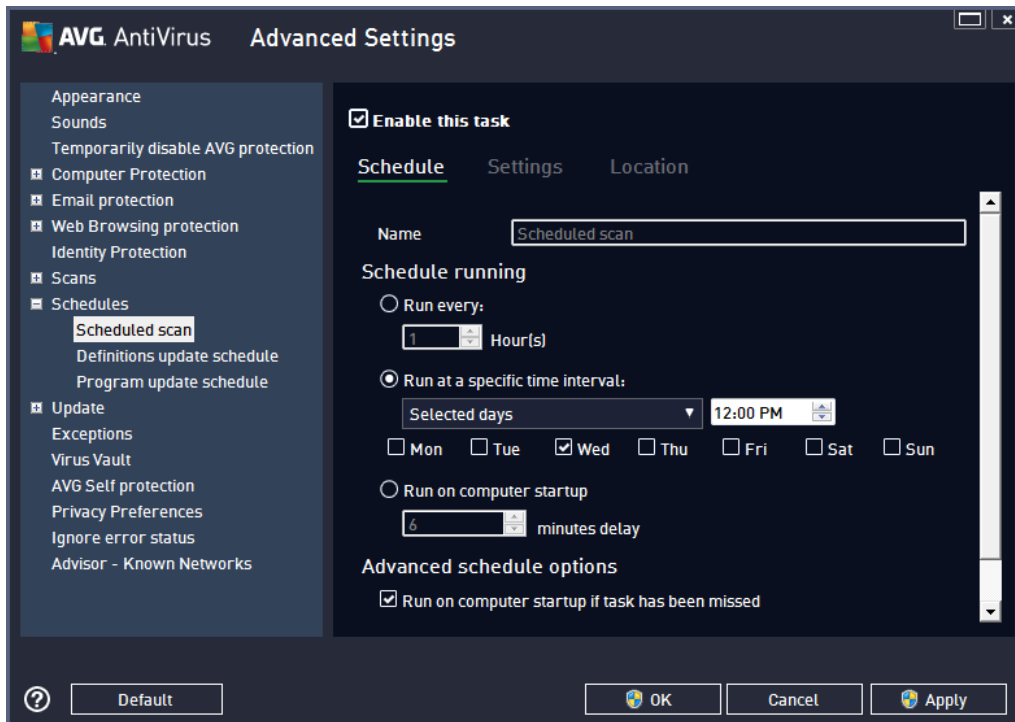 AVG. AntiVirus Advanced Settings
Appearance
Sounds
Temporarily disable AVG protection
Computer Protection
Email protection
Web Browsing protection
Identity Protection
Scans
Schedules
Scheduled scan
Definitions update schedule
Program update schedule
Update
Exceptions
Virus Vault
AVG Self protection
Privacy Preferences
Ignore error status
Advisor - Known Networks
Enable this task
Schedule Settings Location
Name Scheduled scan
Schedule running
Run every:
1 Hour(s)
Run at a specific time interval:
Selected days 12:00 PM
Mon Tue Wed Thu Fri Sat Sun
Run on computer startup
6 minutes delay
Advanced schedule options
Run on computer startup if task has been missed
? Default OK Cancel Apply